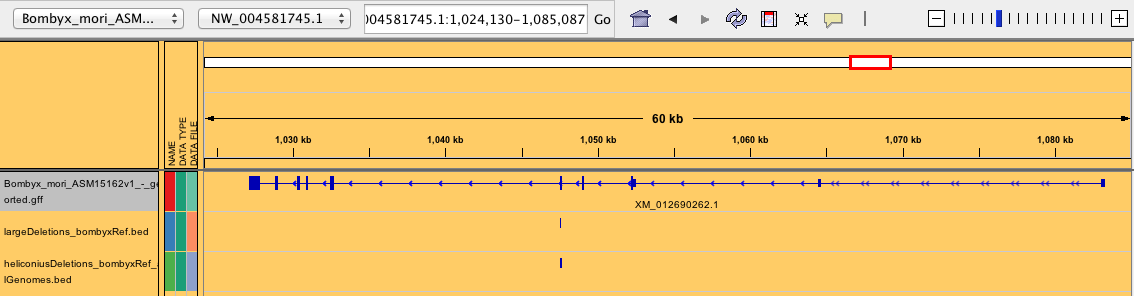 Bombyx_mori_ASM...
NW_004581745.1
004581745.1:1,024,130-1,085,087
Go
60 kb
1,030 kb
1,040 kb
1,050 kb
1,060 kb
1,070 kb
1,080 kb
NAME
DATA TYPE
DATA FILE
Bombyx_mori_ASM15162v1_-_ge
orted.gff
XM_012690262.1
largeDeletions_bombyxRef.bed
heliconiusDeletions_bombyxRef_
lGenomes.bed